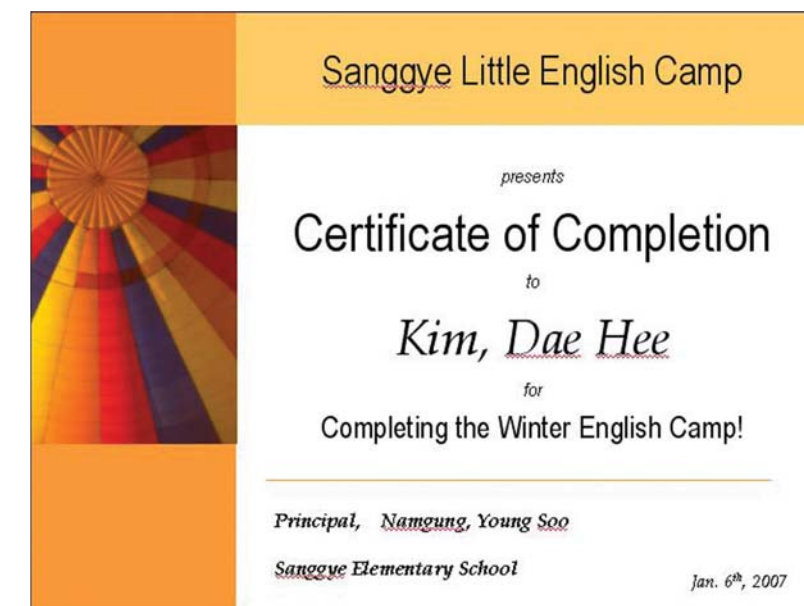 Sanggye Little English Camp
presents
Certificate of Completion
to
Kim, Dae Hee
for
Completing the Winter English Camp!
Principal, Namgung, Young Soo
Sanggye Elementary School
Jan. 6th, 2007